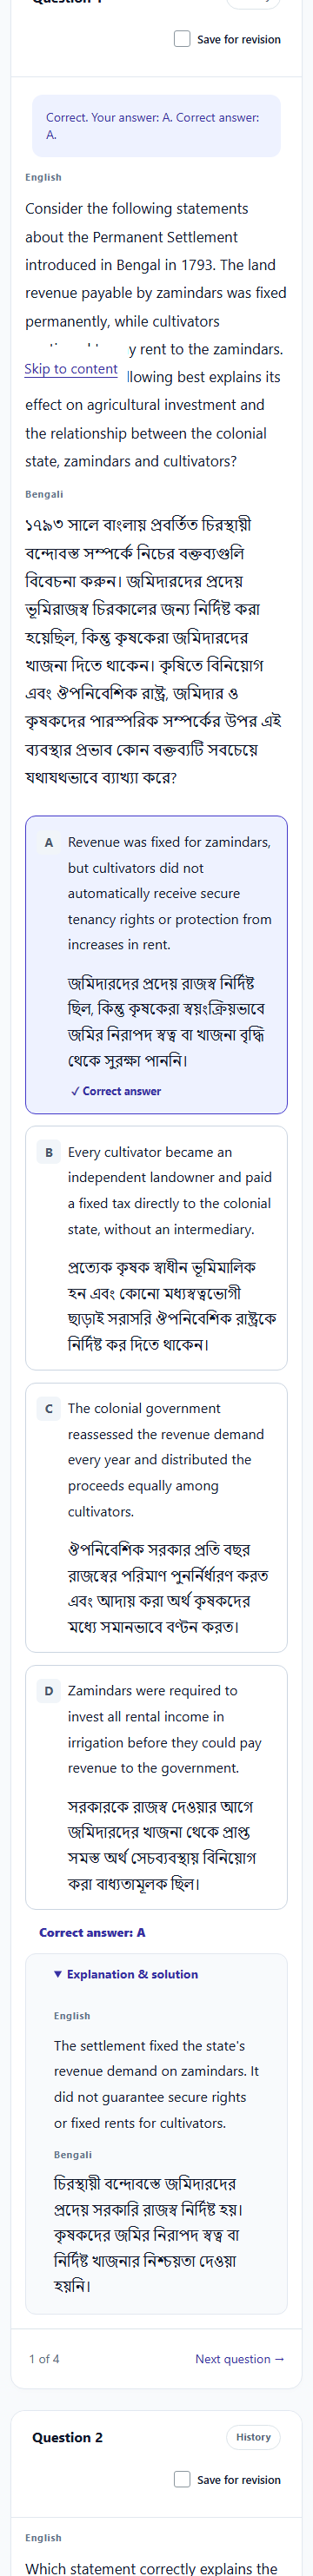 Save for revision
Correct. Your answer: A. Correct answer:
A.
English
Consider the following statements
about the Permanent Settlement
introduced in Bengal in 1793. The land
revenue payable by zamindars was fixed
permanently, while cultivators
y rent to the zamindars.
Skip to content
llowing best explains its
effect on agricultural investment and
the relationship between the colonial
state, zamindars and cultivators?
Bengali
১৭৯৩ সালে বাংলায় প্রবর্তিত চিরস্থায়ী
বন্দোবস্ত সম্পর্কে নিচের বক্তব্যগুলি
বিবেচনা করুন। জমিদারদের প্রদেয়
ভূমিরাজস্ব চিরকালের জন্য নির্দিষ্ট করা
হয়েছিল, কিন্তু কৃষকেরা জমিদারদের
খাজনা দিতে থাকেন। কৃষিতে বিনিয়োগ
এবং ঔপনিবেশিক রাষ্ট্র, জমিদার ও
কৃষকদের পারস্পরিক সম্পর্কের উপর এই
ব্যবস্থার প্রভাব কোন বক্তব্যটি সবচেয়ে
যথাযথভাবে ব্যাখ্যা করে?
A Revenue was fixed for zamindars,
but cultivators did not
automatically receive secure
tenancy rights or protection from
increases in rent.
জমিদারদের প্রদেয় রাজস্ব নির্দিষ্ট
ছিল, কিন্তু কৃষকেরা স্বয়ংক্রিয়ভাবে
জমির নিরাপদ স্বত্ব বা খাজনা বৃদ্ধি
থেকে সুরক্ষা পাননি।
✓ Correct answer
B Every cultivator became an
independent landowner and paid
a fixed tax directly to the colonial
state, without an intermediary.
প্রত্যেক কৃষক স্বাধীন ভূমিমালিক
হন এবং কোনো মধ্যস্বত্বভোগী
ছাড়াই সরাসরি ঔপনিবেশিক রাষ্ট্রকে
নির্দিষ্ট কর দিতে থাকেন।
C The colonial government
reassessed the revenue demand
every year and distributed the
proceeds equally among
cultivators.
ঔপনিবেশিক সরকার প্রতি বছর
রাজস্বের পরিমাণ পুনর্নির্ধারণ করত
এবং আদায় করা অর্থ কৃষকদের
মধ্যে সমানভাবে বণ্টন করত।
D Zamindars were required to
invest all rental income in
irrigation before they could pay
revenue to the government.
সরকারকে রাজস্ব দেওয়ার আগে
জমিদারদের খাজনা থেকে প্রাপ্ত
সমস্ত অর্থ সেচব্যবস্থায় বিনিয়োগ
করা বাধ্যতামূলক ছিল।
Correct answer: A
▼ Explanation & solution
English
The settlement fixed the state's
revenue demand on zamindars. It
did not guarantee secure rights
or fixed rents for cultivators.
Bengali
চিরস্থায়ী বন্দোবস্তে জমিদারদের
প্রদেয় সরকারি রাজস্ব নির্দিষ্ট হয়।
কৃষকদের জমির নিরাপদ স্বত্ব বা
নির্দিষ্ট খাজনার নিশ্চয়তা দেওয়া
হয়নি।
1 of 4
Next question →
Question 2
History
Save for revision
English
Which statement correctly explains the